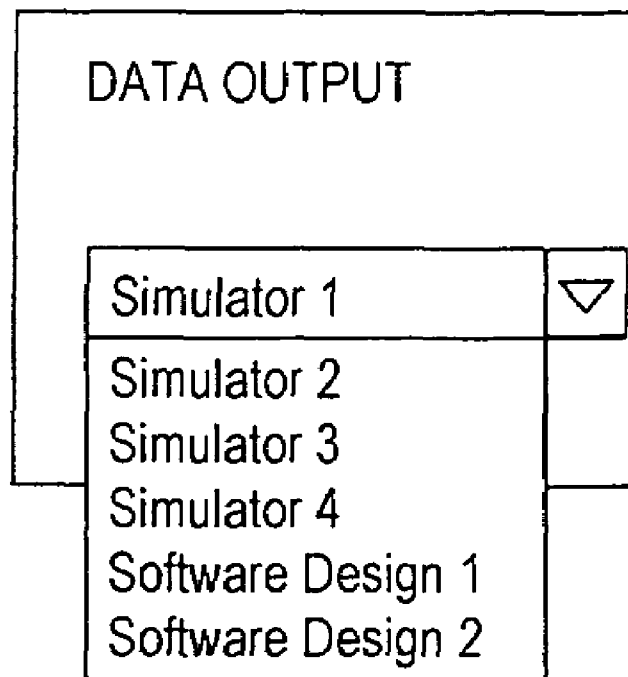 DATA OUTPUT
Simulator 1
Simulator 2
Simulator 3
Simulator 4
Software Design 1
Software Design 2